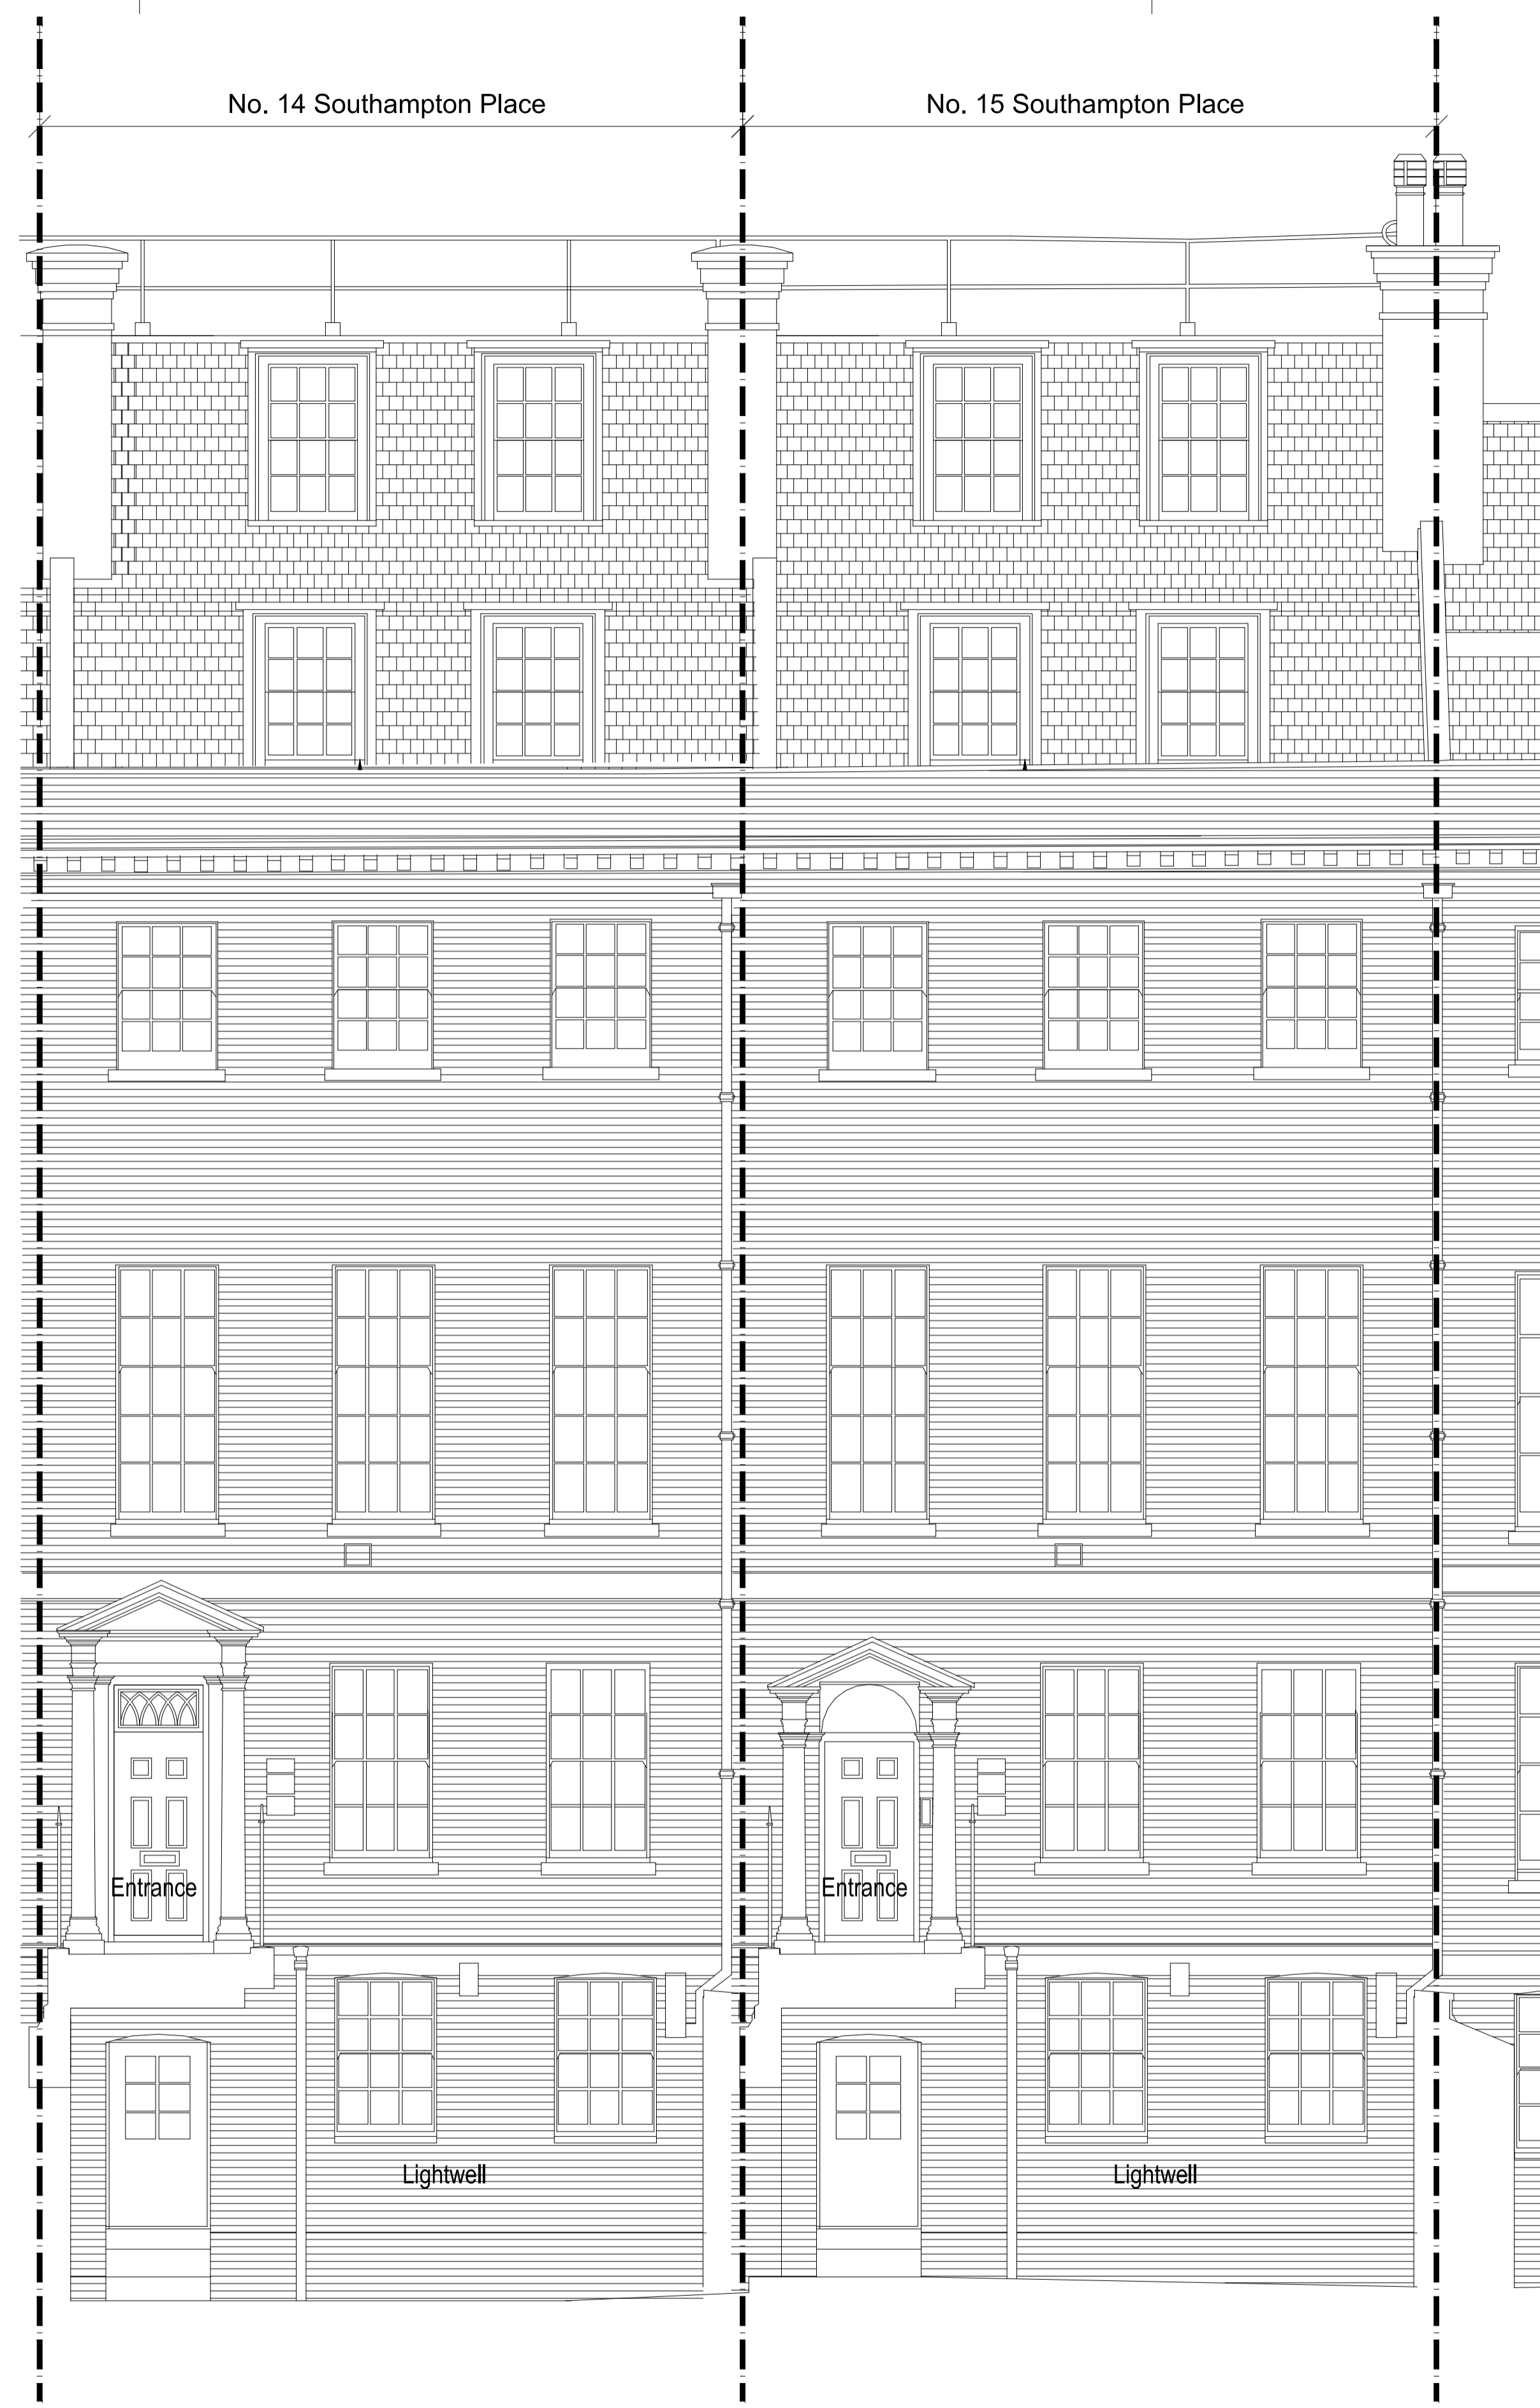 No. 14 Southampton Place
No. 15 Southampton Place
Entrance
Entrance
Lightwell
Lightwell